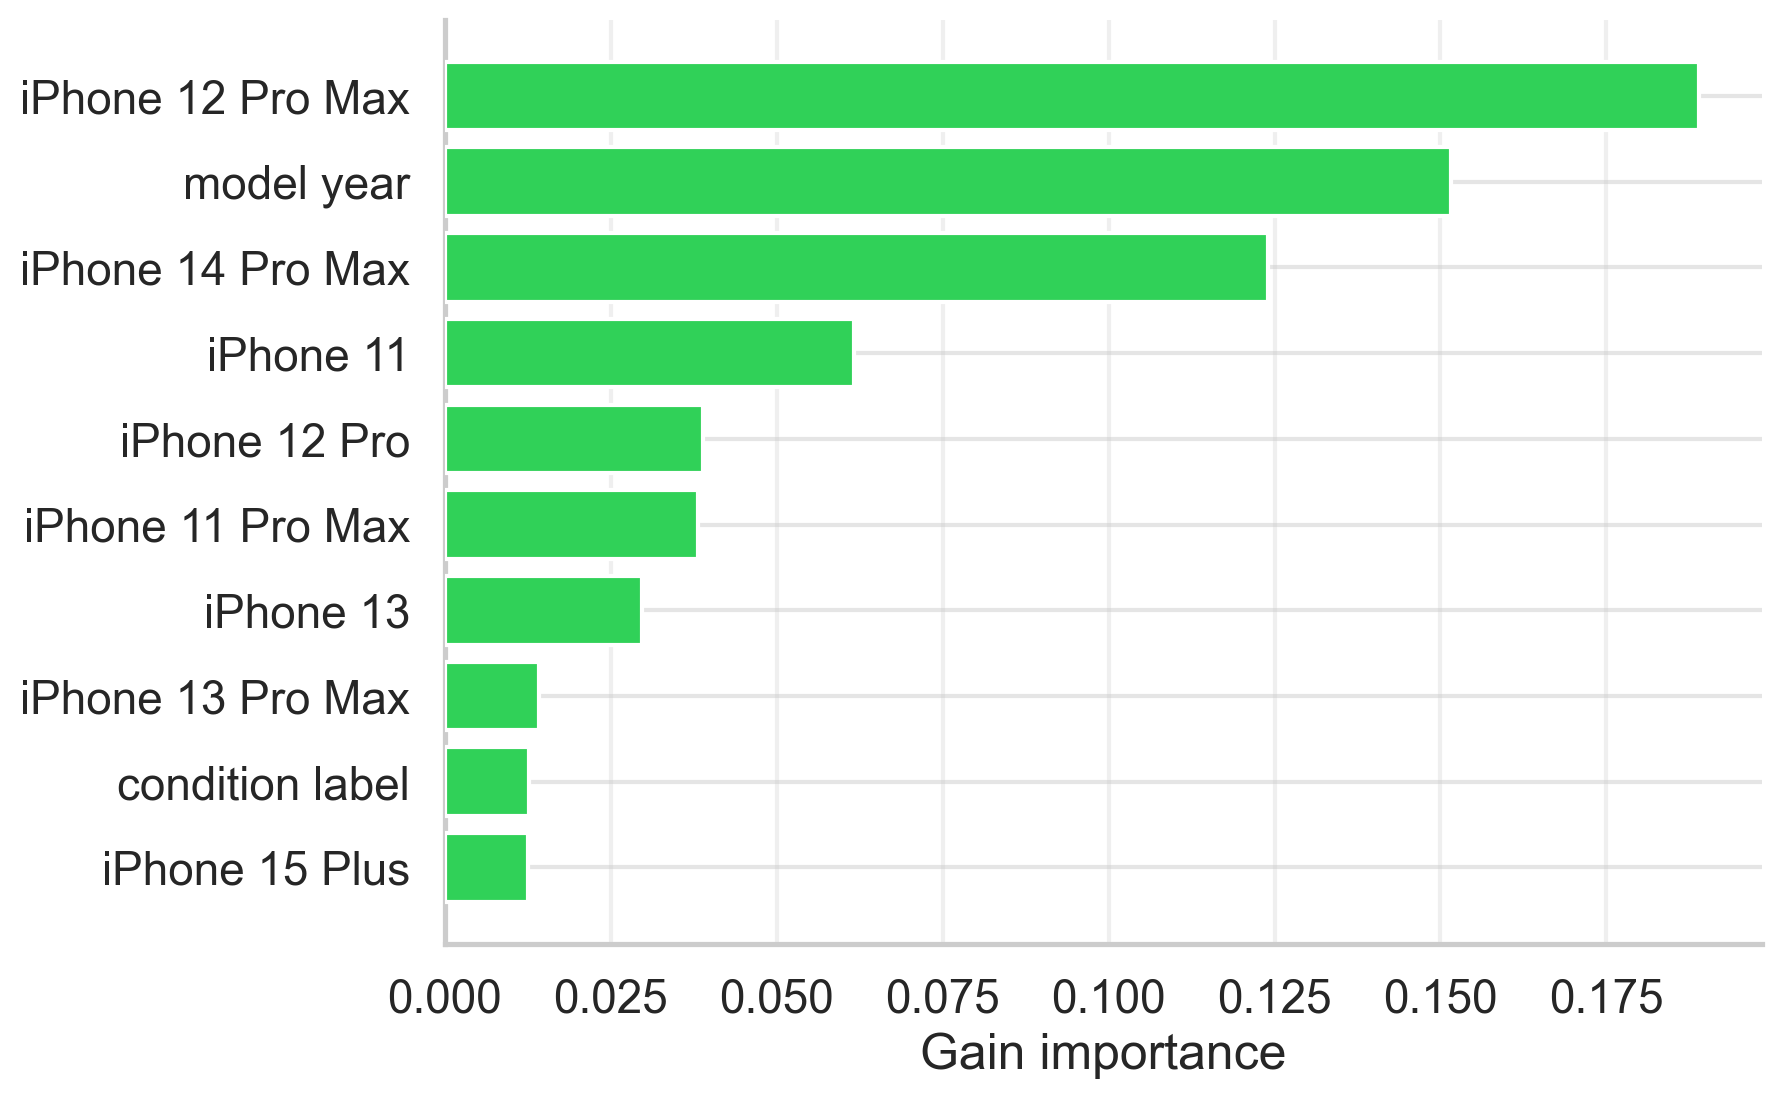 iPhone 12 Pro Max
model year
iPhone 14 Pro Max
iPhone 11
iPhone 12 Pro
iPhone 11 Pro Max
iPhone 13
iPhone 13 Pro Max
condition label
iPhone 15 Plus
0.000 0.025 0.050 0.075 0.100 0.125 0.150 0.175
Gain importance